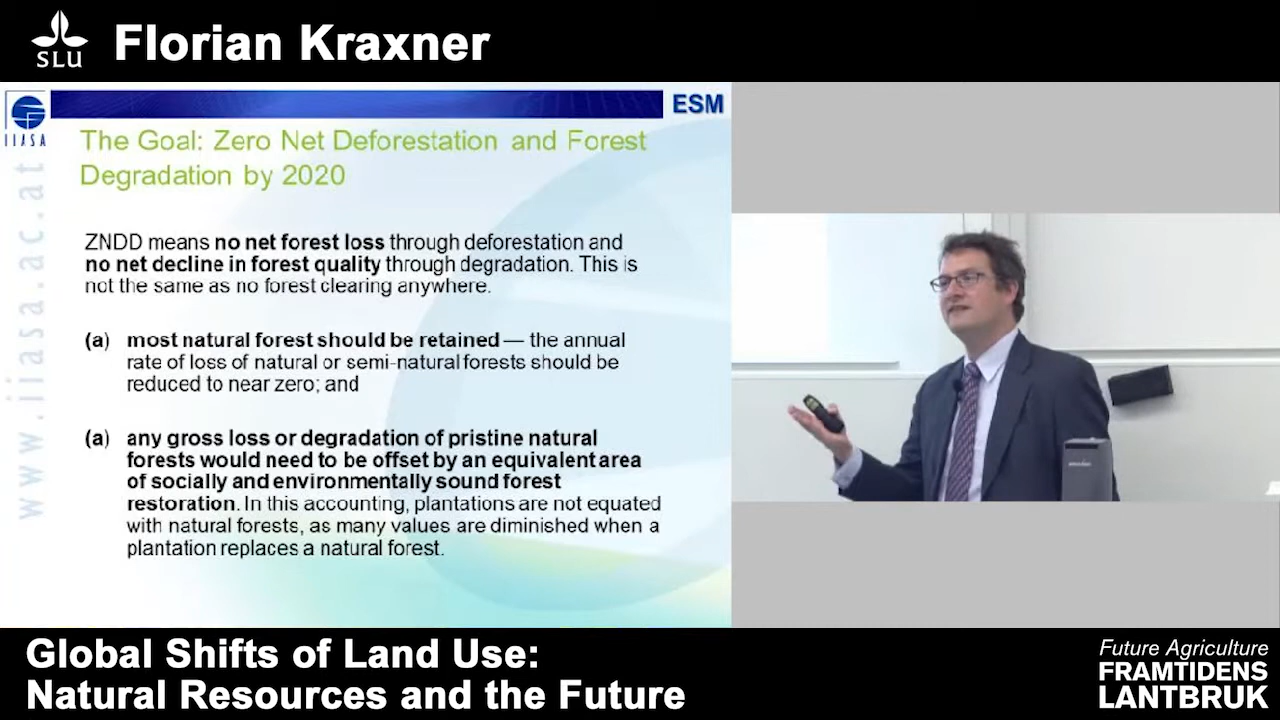 SLU
Florian Kraxner
IIASA
ESM
www.iiasa.ac.at
The Goal: Zero Net Deforestation and Forest
Degradation by 2020
ZNDD means no net forest loss through deforestation and
no net decline in forest quality through degradation. This is
not the same as no forest clearing anywhere.
(a) most natural forest should be retained — the annual
rate of loss of natural or semi-natural forests should be
reduced to near zero; and
(a) any gross loss or degradation of pristine natural
forests would need to be offset by an equivalent area
of socially and environmentally sound forest
restoration. In this accounting, plantations are not equated
with natural forests, as many values are diminished when a
plantation replaces a natural forest.
Global Shifts of Land Use:
Natural Resources and the Future
Future Agriculture
FRAMTIDENS
LANTBRUK